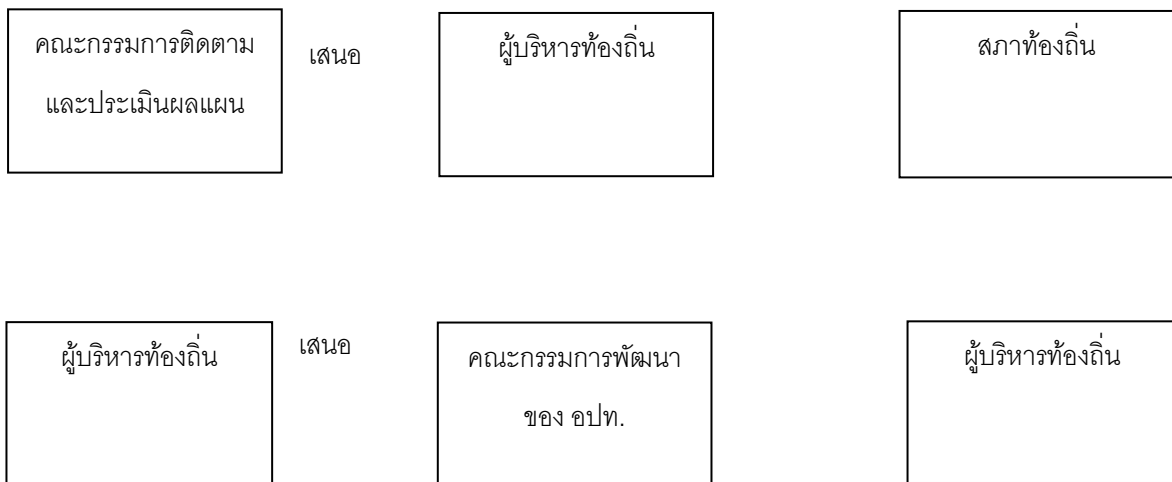 คณะกรรมการติดตาม
และประเมินผลแผน
เสนอ
ผู้บริหารท้องถิ่น
สภาท้องถิ่น
ผู้บริหารท้องถิ่น
เสนอ
คณะกรรมการพัฒนา
ของ อปท.
ผู้บริหารท้องถิ่น